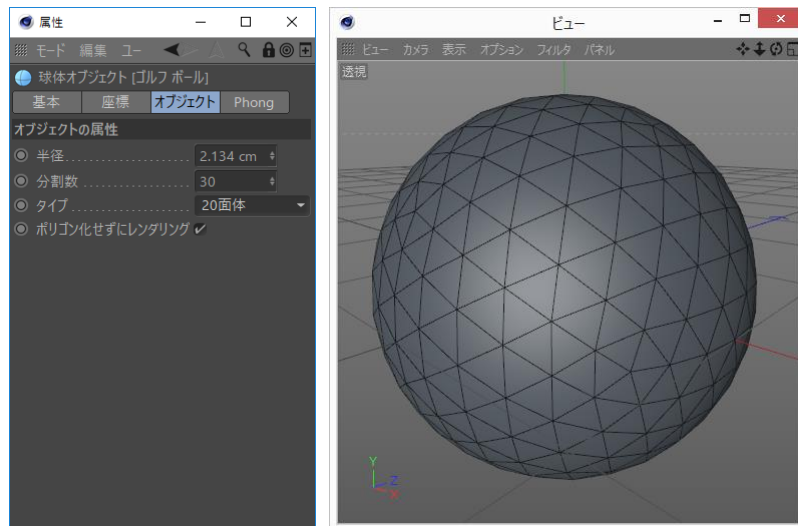 属性
モード 編集 ユー
球体オブジェクト [ゴルフ ボール]
基本 座標 オブジェクト Phong
オブジェクトの属性
半径 2.134 cm
分割数 30
タイプ 20面体
ポリゴン化せずにレンダリング
ビュー
ビュー カメラ 表示 オプション フィルタ パネル
透視
Y
Z
X